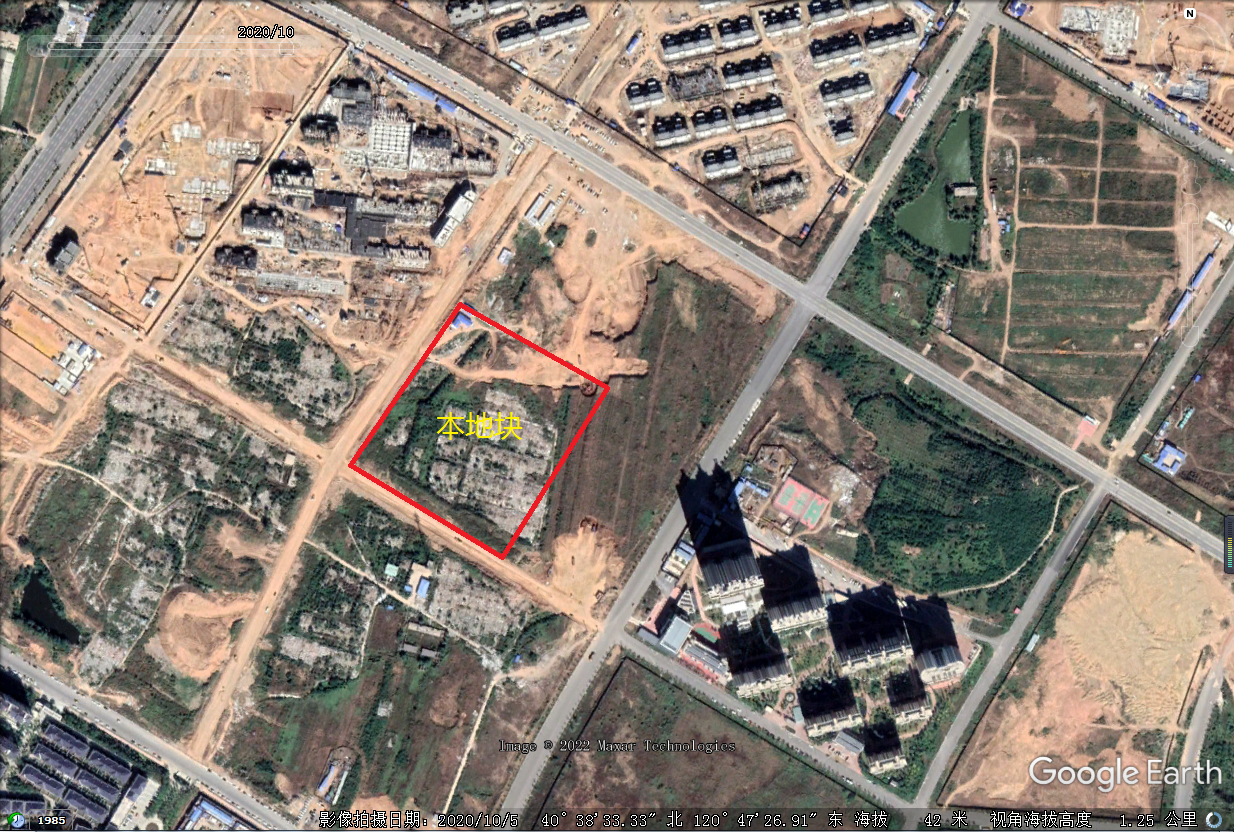 2020/10
N
本地块
Image © 2022 Maxar Technologies
Google Earth
1985
影像拍摄日期: 2020/10/5 40° 38′33.33″ 北 120° 47′26.91″ 东 海拔 42 米 视角海拔高度 1.25 公里